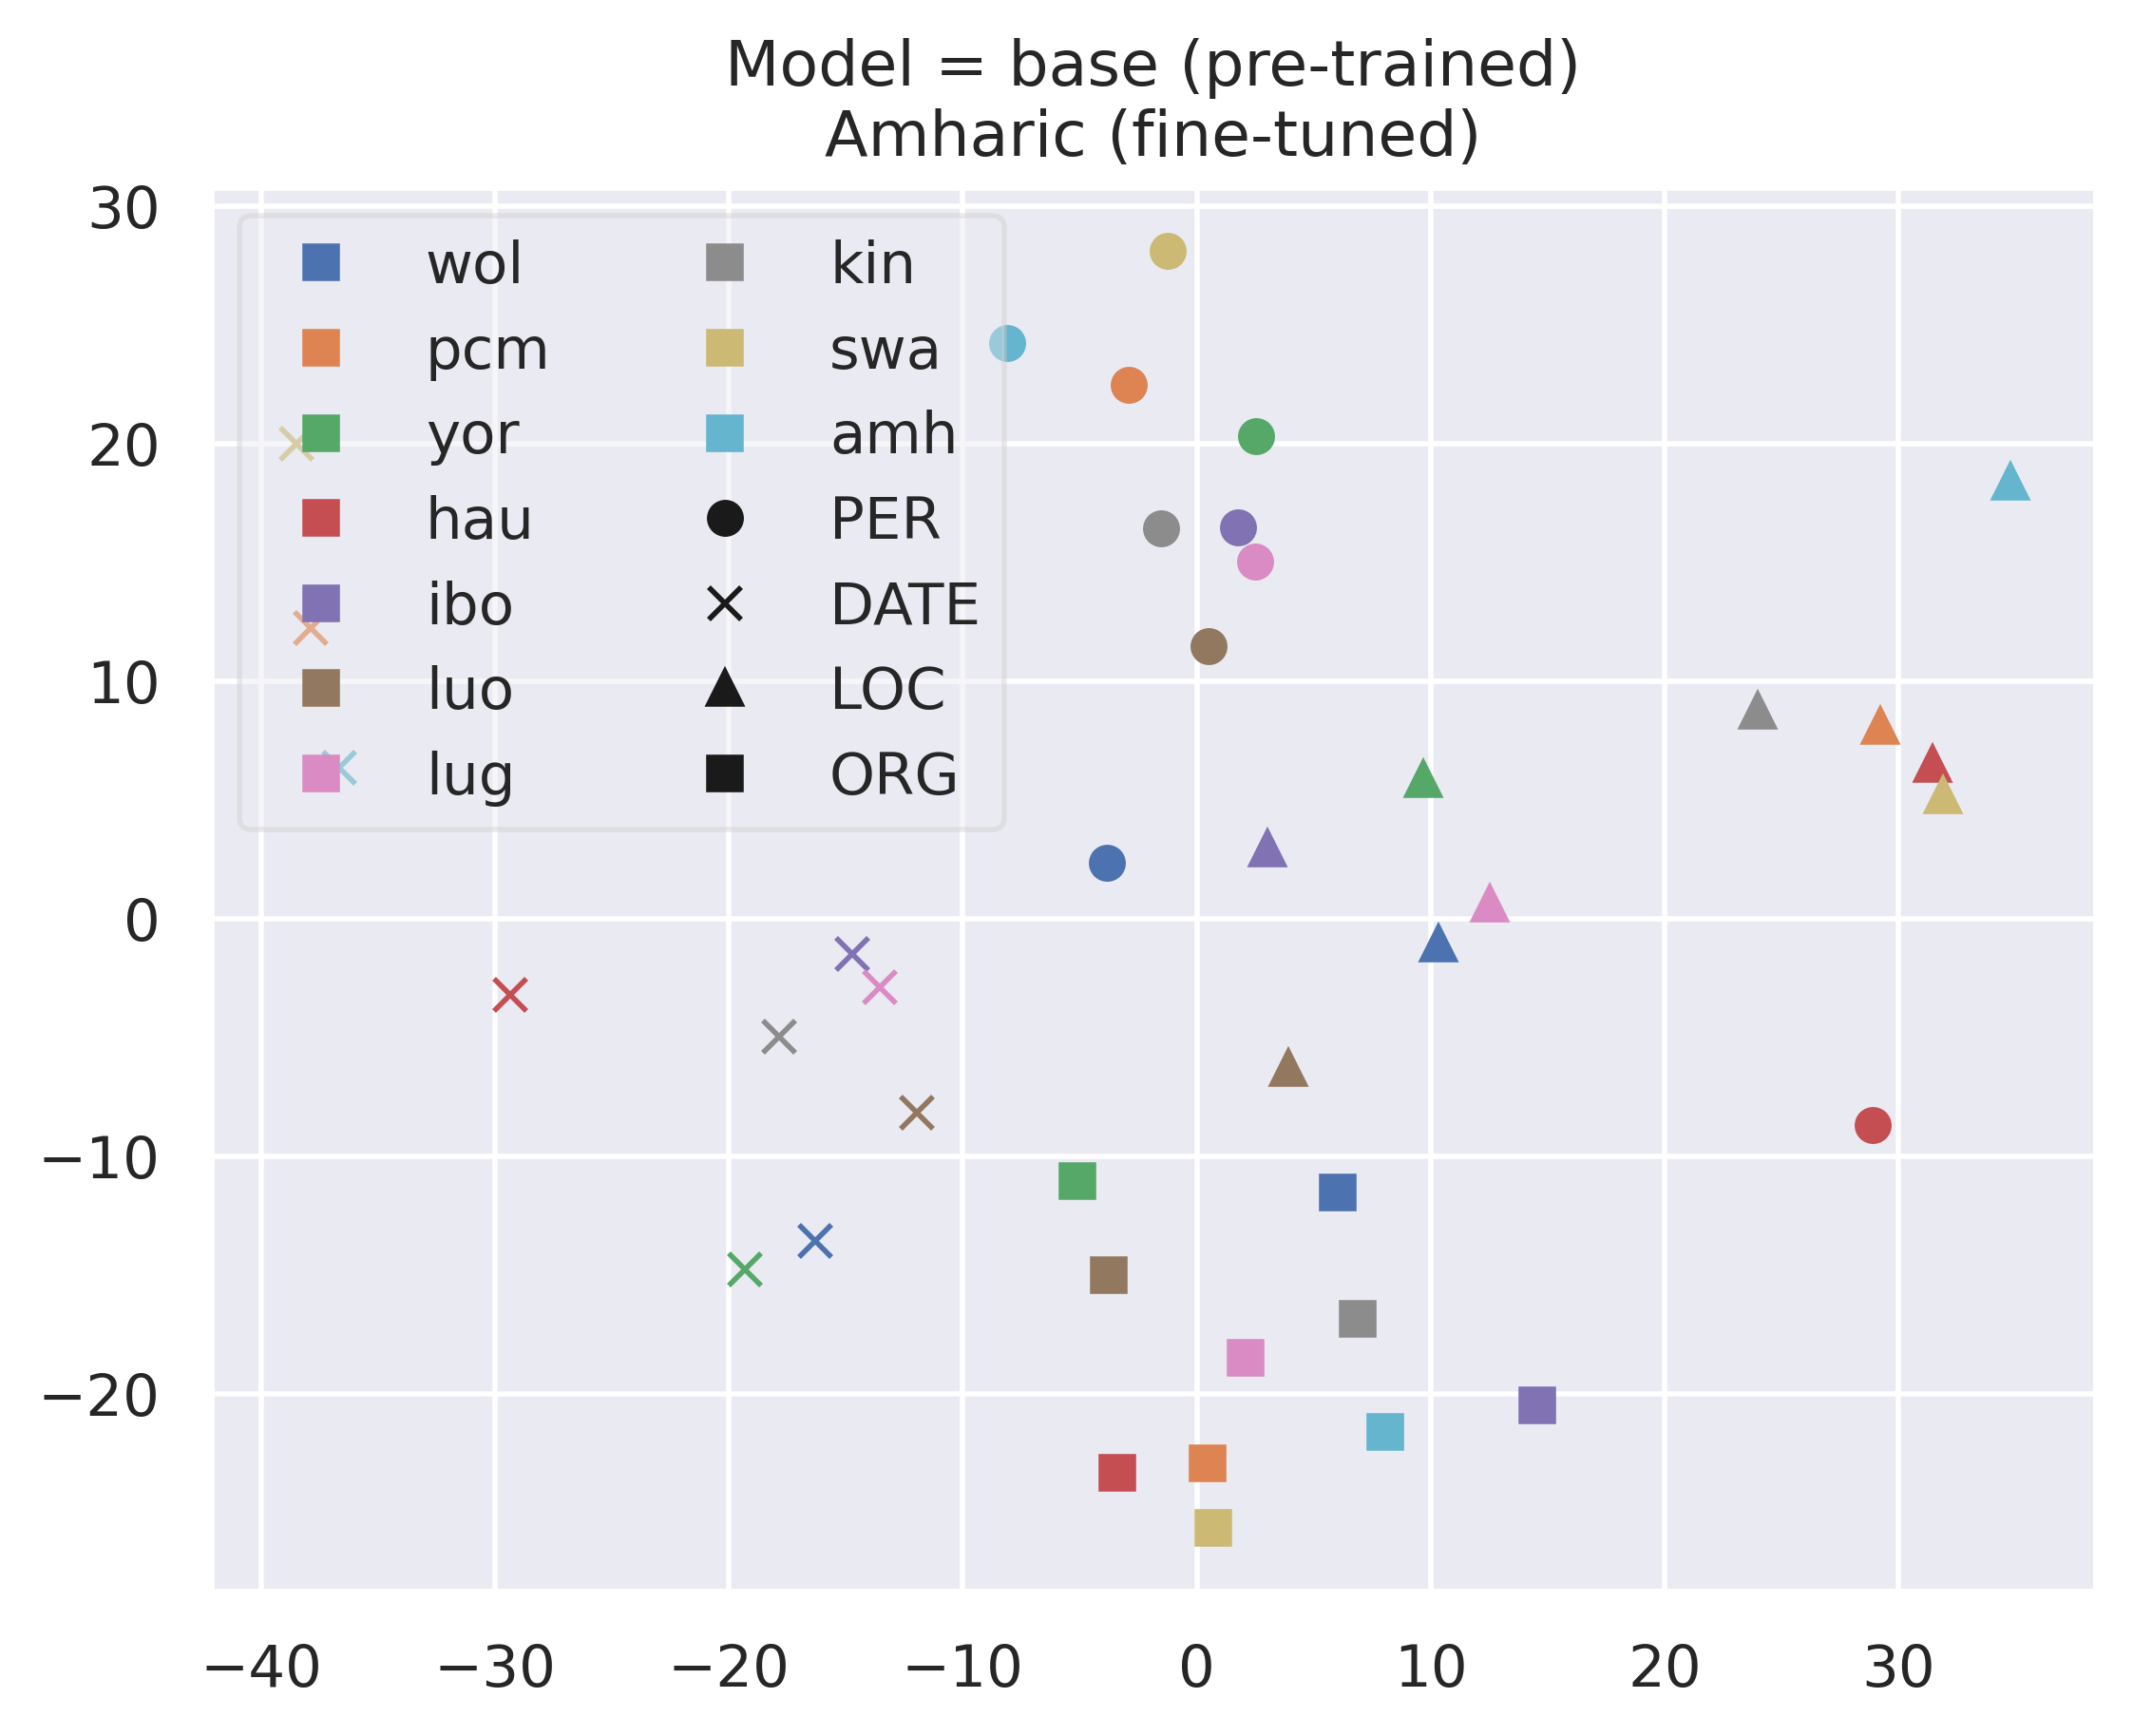 Model = base (pre-trained)
Amharic (fine-tuned)
30
20
10
0
−10
−20
wol
pcm
yor
hau
ibo
luo
lug
kin
swa
amh
PER
DATE
LOC
ORG
−40 −30 −20 −10 0 10 20 30